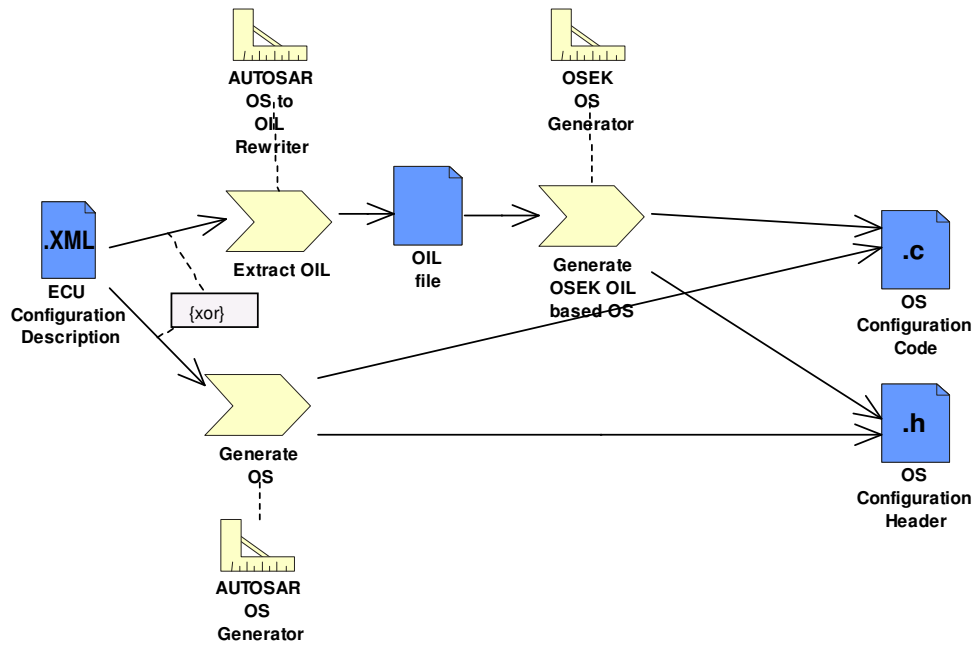 AUTOSAR
OS to
OIL
Rewriter
OSEK
OS
Generator
.XML
ECU
Configuration
Description
Extract OIL
OIL
file
Generate
OSEK OIL
based OS
.c
OS
Configuration
Code
{xor}
Generate
OS
.h
OS
Configuration
Header
AUTOSAR
OS
Generator